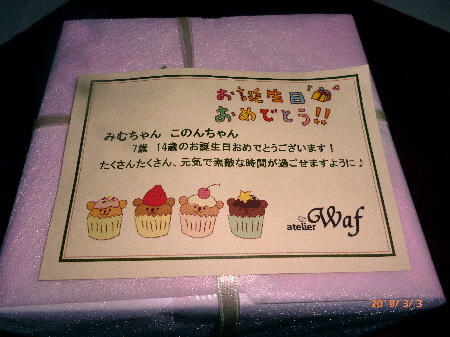 お誕生日
おめでとう!!
みむちゃん このんちゃん
7歳 14歳のお誕生日おめでとうございます！
たくさんたくさん、元気で素敵な時間が過ごせますように♪
atelier Waf
2019/3/3